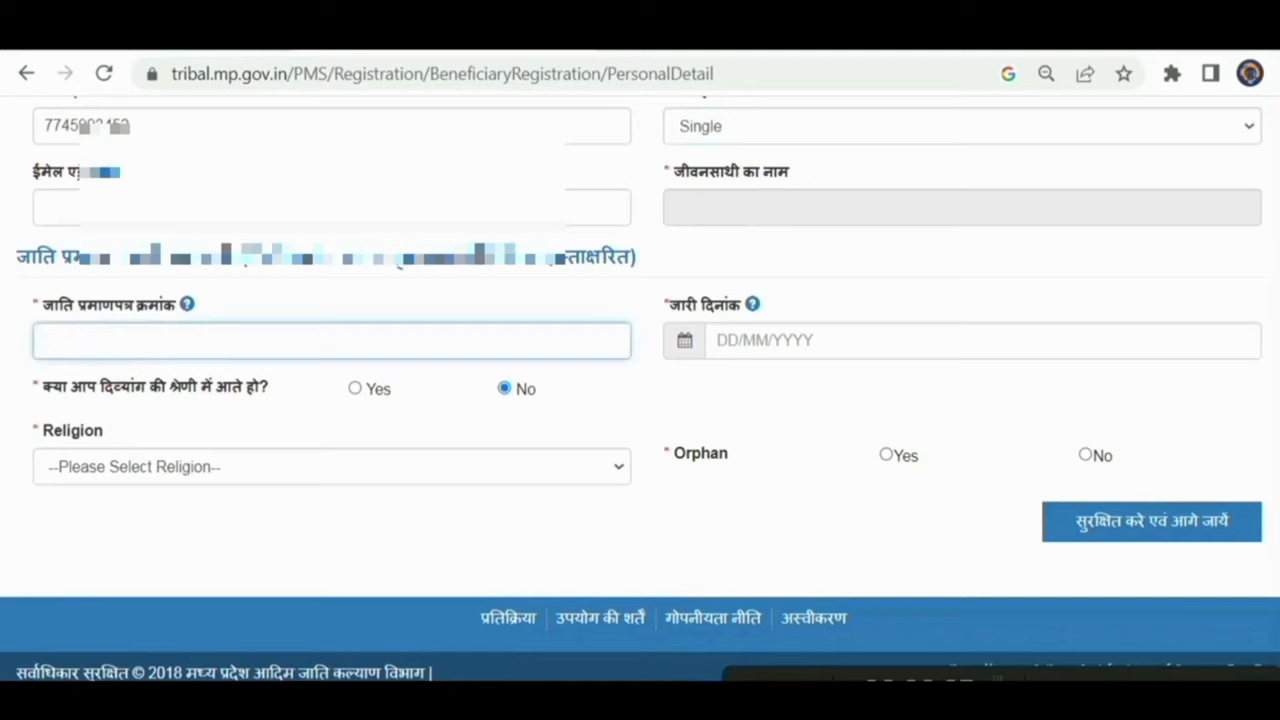 tribal.mp.gov.in/PMS/Registration/BeneficiaryRegistration/PersonalDetail
Single
ईमेल
* जीवनसाथी का नाम
जाति
* जाति प्रमाणपत्र क्रमांक ?
*जारी दिनांक ?
DD/MM/YYYY
* क्या आप दिव्यांग की श्रेणी में आते हो? Yes No
* Religion
--Please Select Religion--
* Orphan Yes No
सुरक्षित करे एवं आगे जायें
प्रतिक्रिया | उपयोग की शर्तें | गोपनीयता नीति | अस्वीकरण
सर्वाधिकार सुरक्षित © 2018 मध्य प्रदेश आदिम जाति कल्याण विभाग |